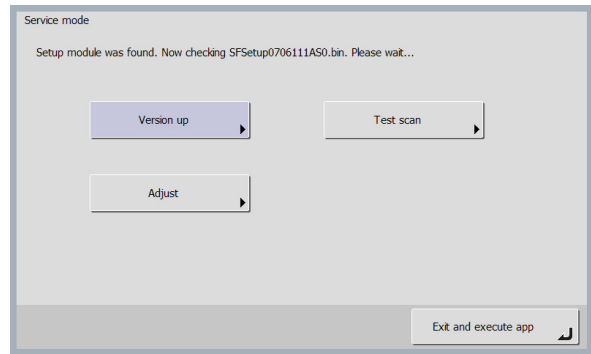 Service mode
Setup module was found. Now checking SFSetup0706111AS0.bin. Please wait...
Version up
Test scan
Adjust
Exit and execute app